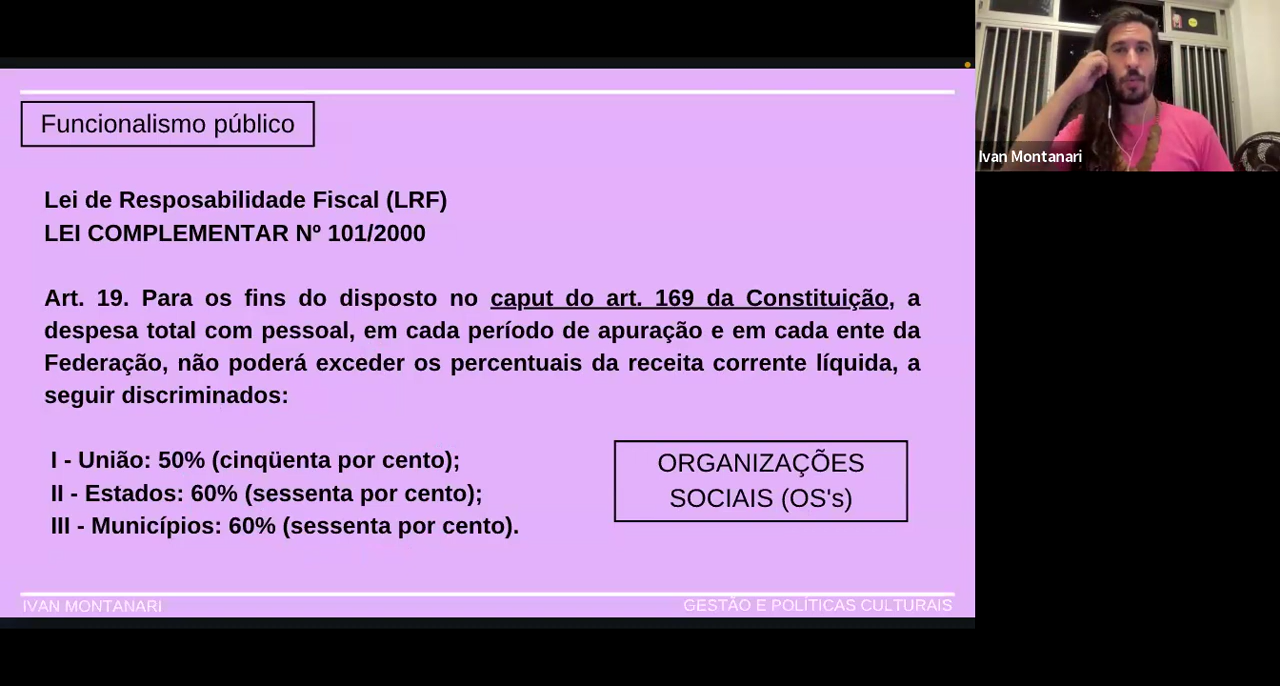 Funcionalismo público
Lei de Resposabilidade Fiscal (LRF)
LEI COMPLEMENTAR Nº 101/2000
Art. 19. Para os fins do disposto no caput do art. 169 da Constituição, a
despesa total com pessoal, em cada período de apuração e em cada ente da
Federação, não poderá exceder os percentuais da receita corrente líquida, a
seguir discriminados:
I - União: 50% (cinqüenta por cento);
II - Estados: 60% (sessenta por cento);
III - Municípios: 60% (sessenta por cento).
ORGANIZAÇÕES
SOCIAIS (OS's)
IVAN MONTANARI
GESTÃO E POLÍTICAS CULTURAIS
Ivan Montanari